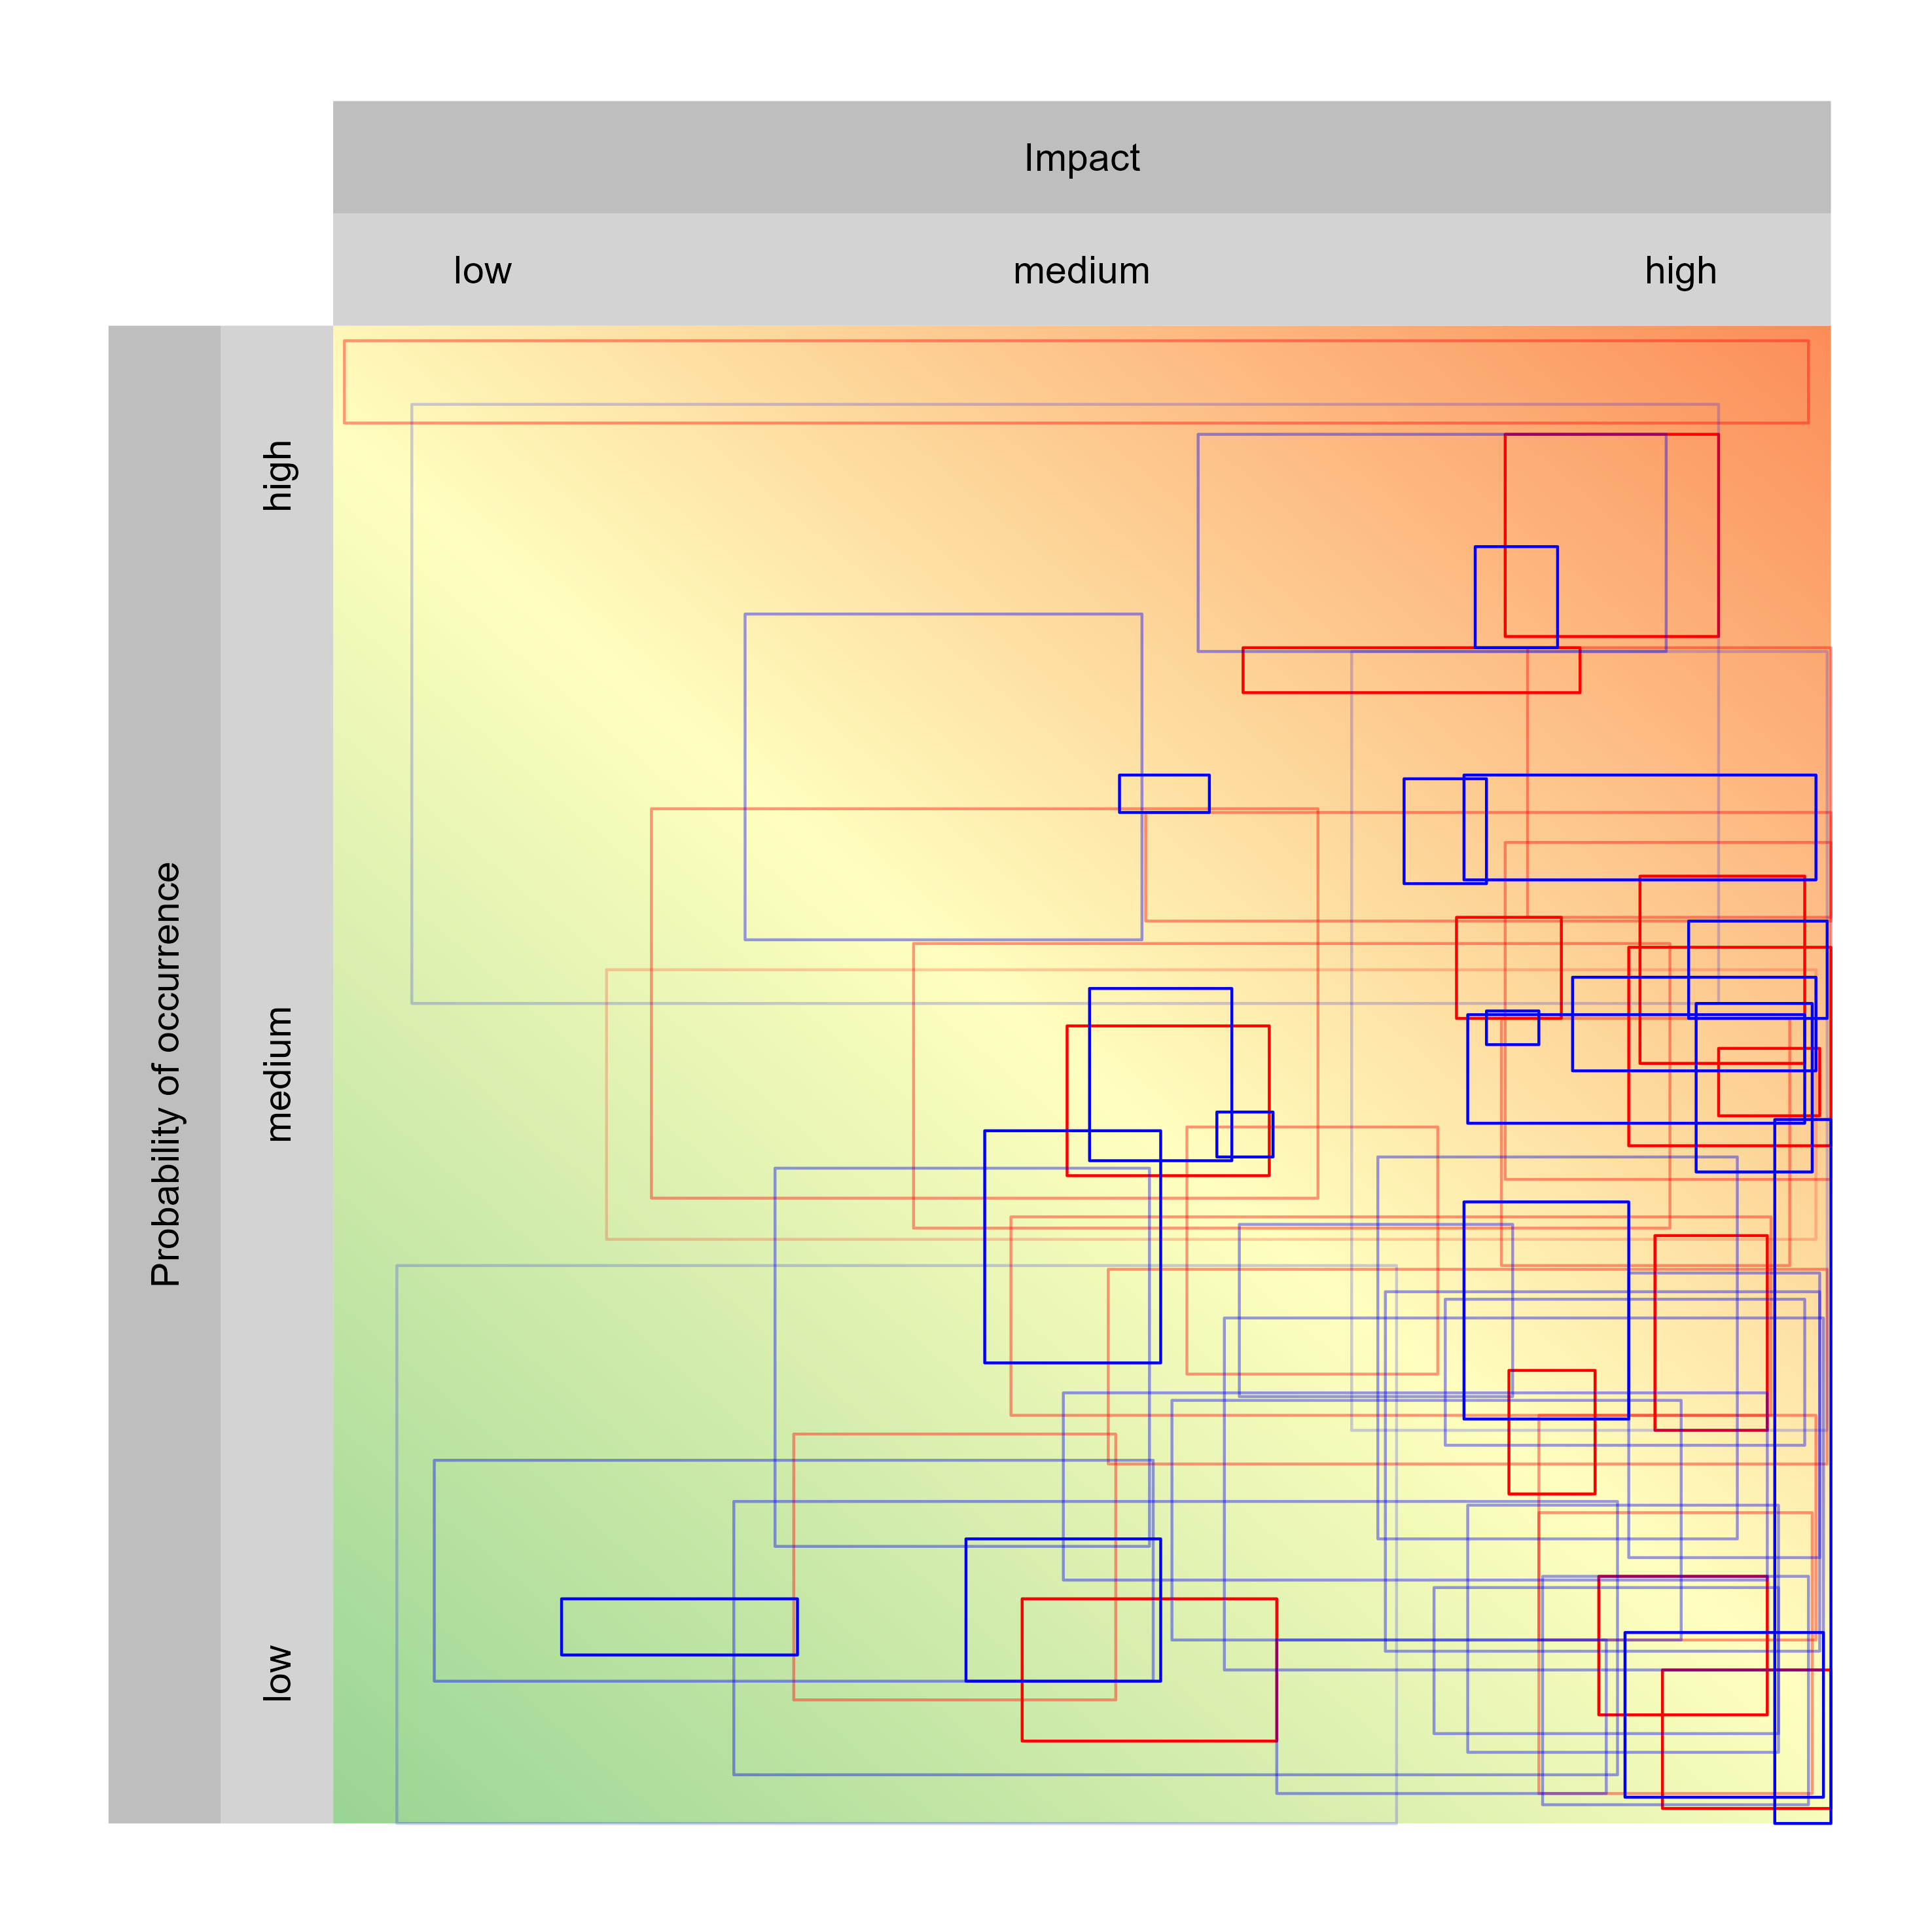 Impact
low
medium
high
Probability of occurrence
high
medium
low